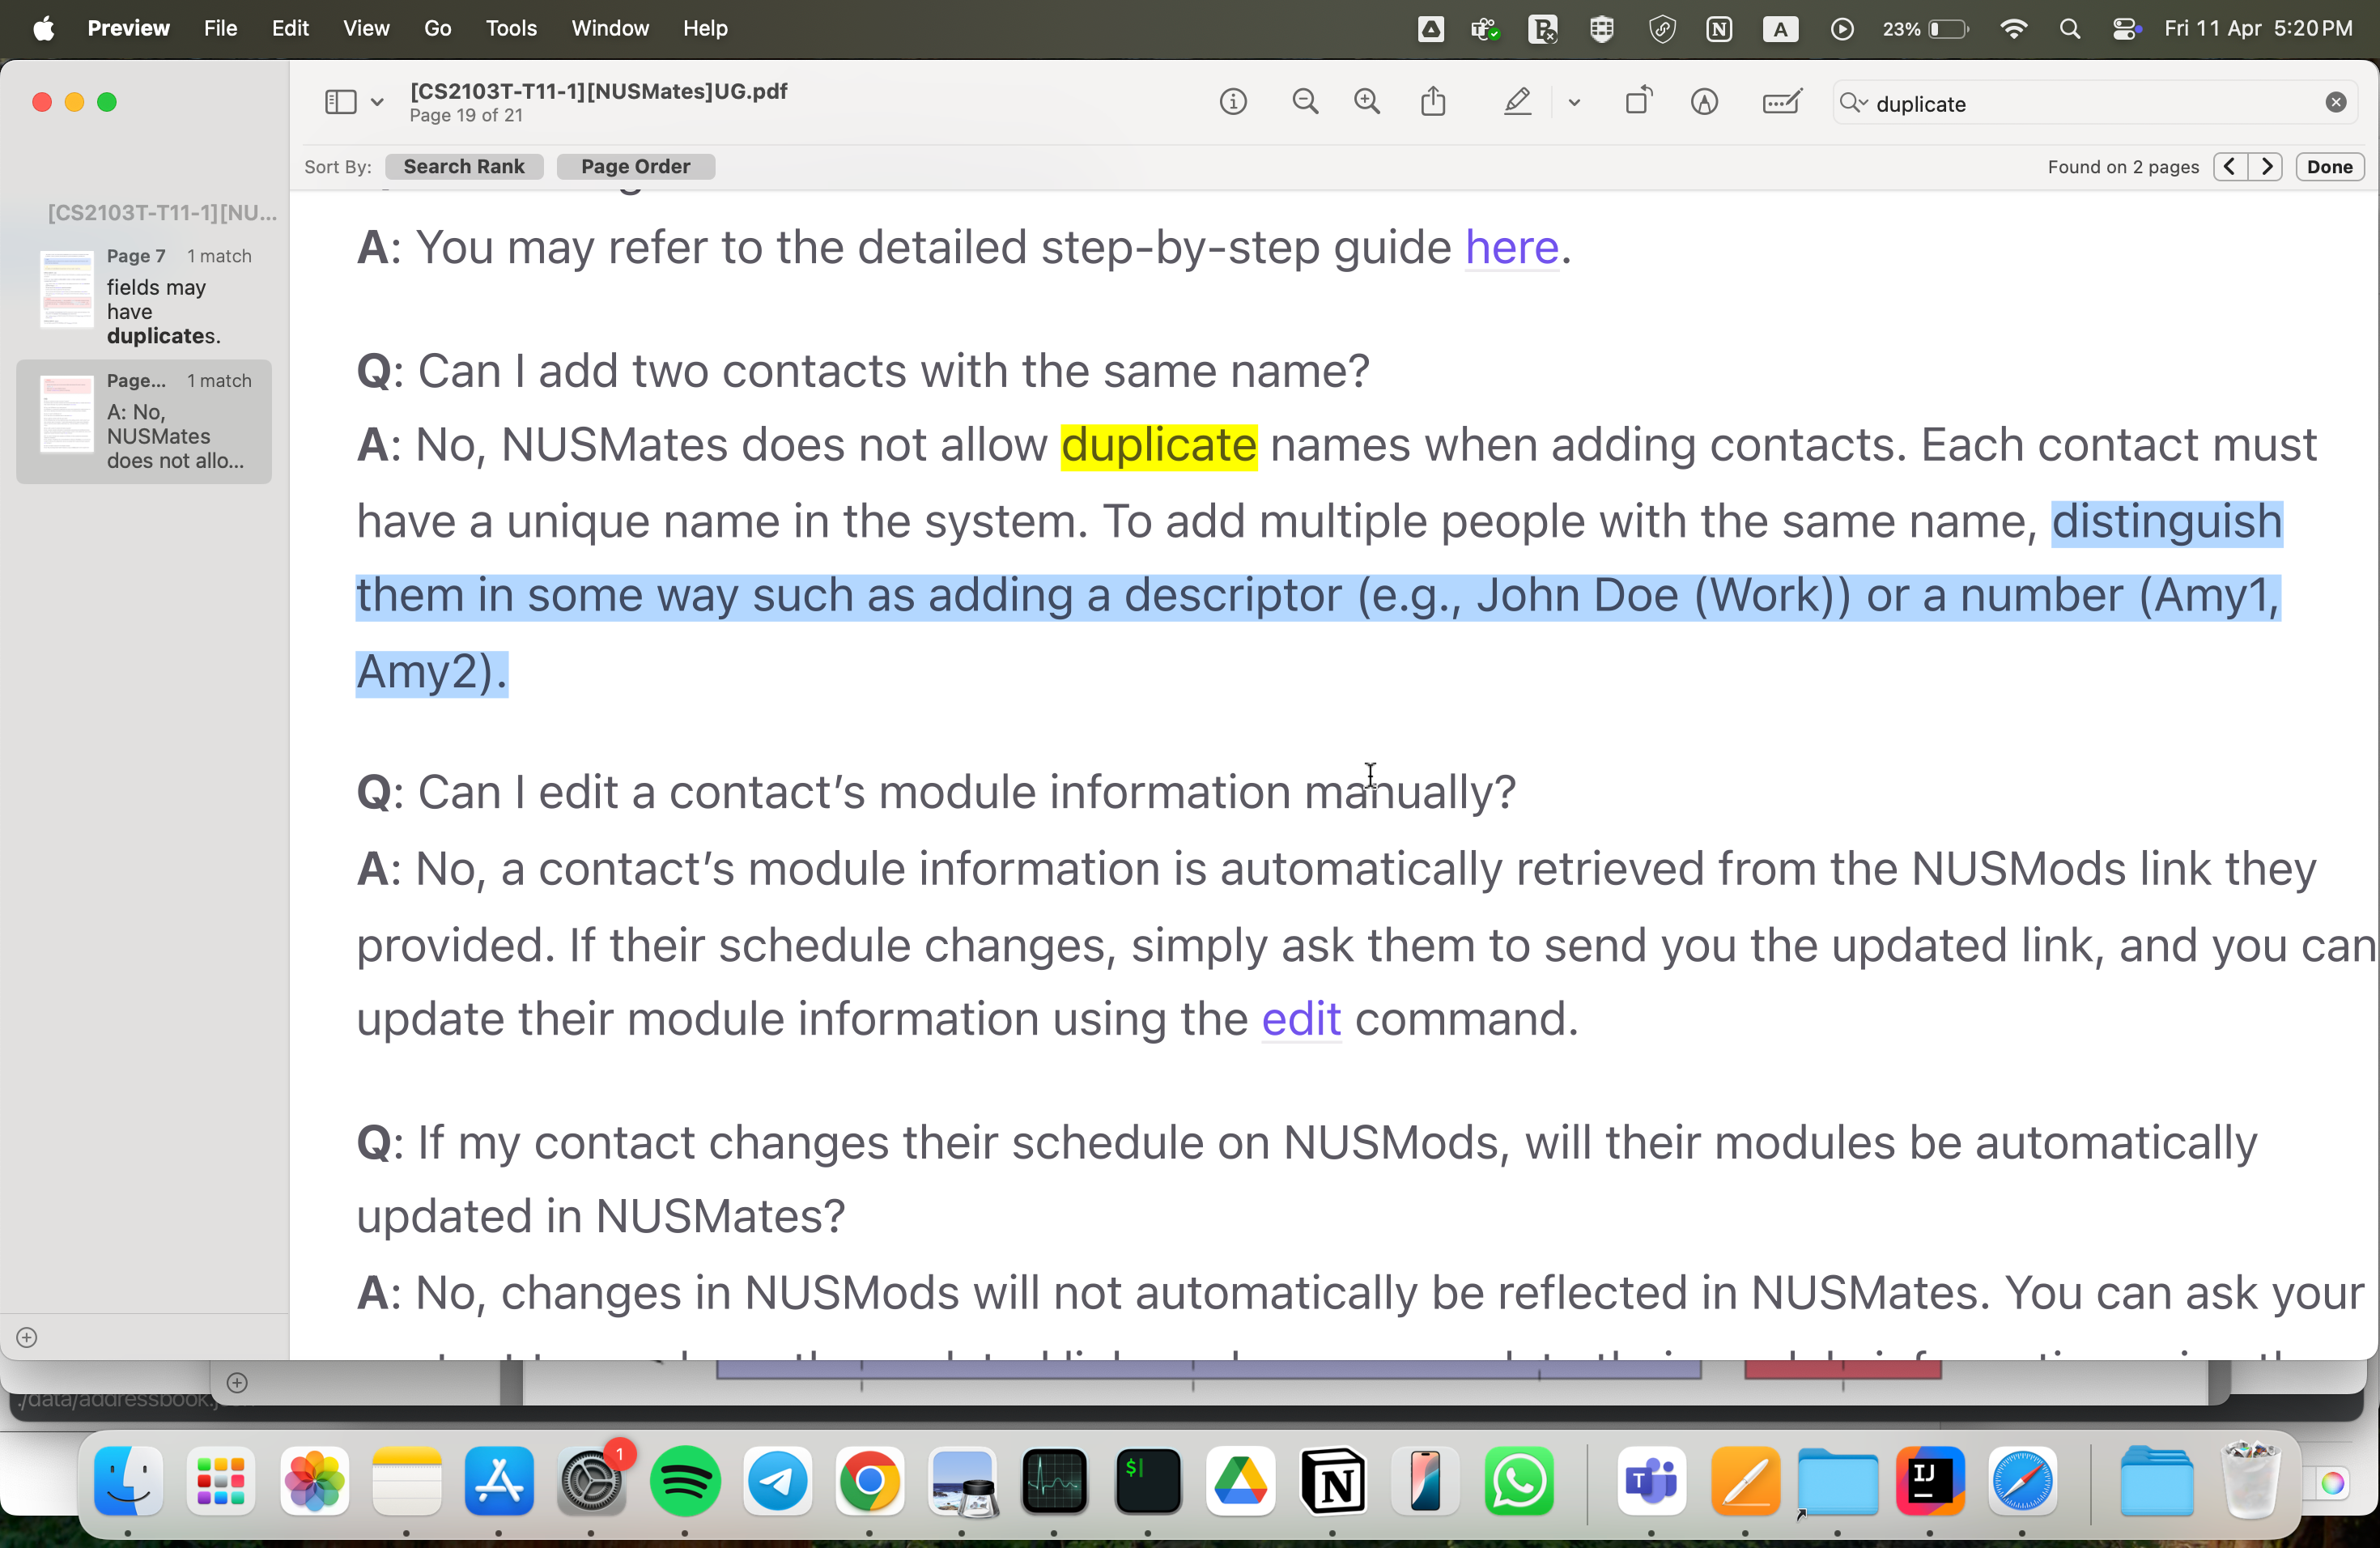 Preview File Edit View Go Tools Window Help
23% Fri 11 Apr 5:20 PM
[CS2103T-T11-1][NUSMates]UG.pdf
Page 19 of 21
duplicate
Sort By: Search Rank Page Order
Found on 2 pages Done
[CS2103T-T11-1][NU...
Page 7 1 match
fields may
have
duplicates.
Page... 1 match
A: No,
NUSMates
does not allo...
A: You may refer to the detailed step-by-step guide here.
Q: Can I add two contacts with the same name?
A: No, NUSMates does not allow duplicate names when adding contacts. Each contact must
have a unique name in the system. To add multiple people with the same name, distinguish
them in some way such as adding a descriptor (e.g., John Doe (Work)) or a number (Amy1,
Amy2).
Q: Can I edit a contact’s module information manually?
A: No, a contact’s module information is automatically retrieved from the NUSMods link they
provided. If their schedule changes, simply ask them to send you the updated link, and you can
update their module information using the edit command.
Q: If my contact changes their schedule on NUSMods, will their modules be automatically
updated in NUSMates?
A: No, changes in NUSMods will not automatically be reflected in NUSMates. You can ask your
1